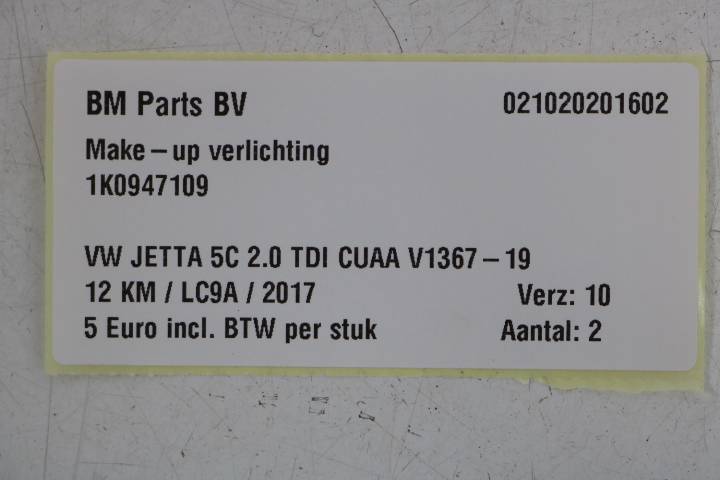 BM Parts BV 021020201602
Make-up verlichting
1K0947109
VW JETTA 5C 2.0 TDI CUAA V1367-19
12 KM / LC9A / 2017 Verz: 10
5 Euro incl. BTW per stuk Aantal: 2